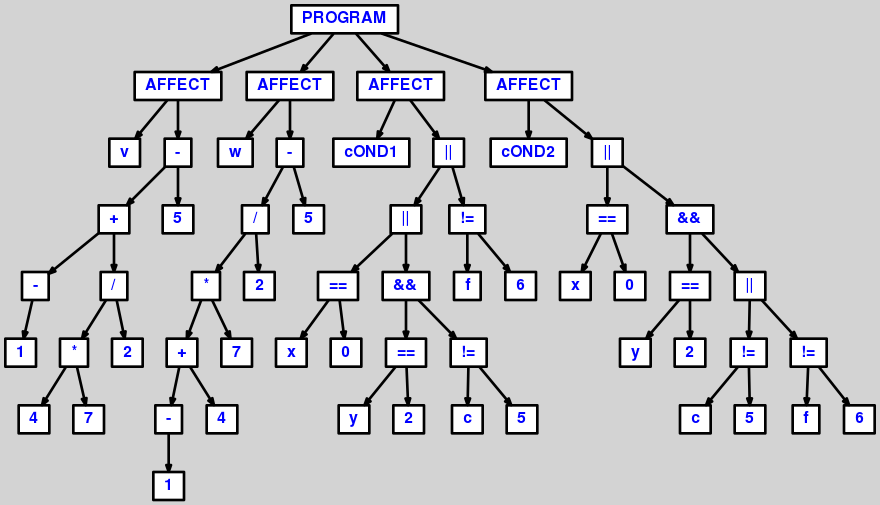 PROGRAM
AFFECT AFFECT AFFECT AFFECT
v - w - cOND1 || cOND2 ||
+ 5 / 5 || != == &&
- / * 2 == && f 6 x 0 == ||
1 * 2 + 7 x 0 == != y 2 != !=
4 7 - 4 y 2 c 5 c 5 f 6
1